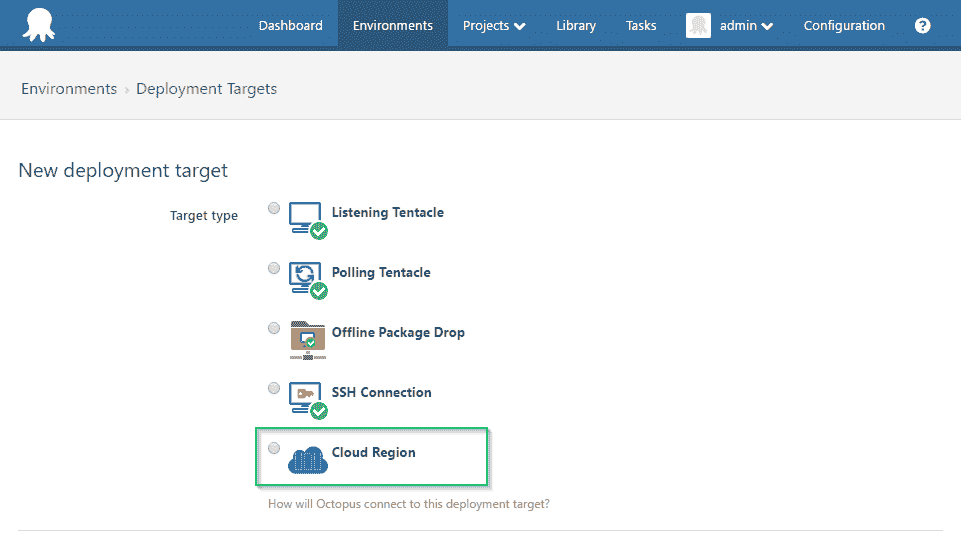 Dashboard Environments Projects Library Tasks admin Configuration ?
Environments › Deployment Targets
New deployment target
Target type
Listening Tentacle
Polling Tentacle
Offline Package Drop
SSH Connection
Cloud Region
How will Octopus connect to this deployment target?